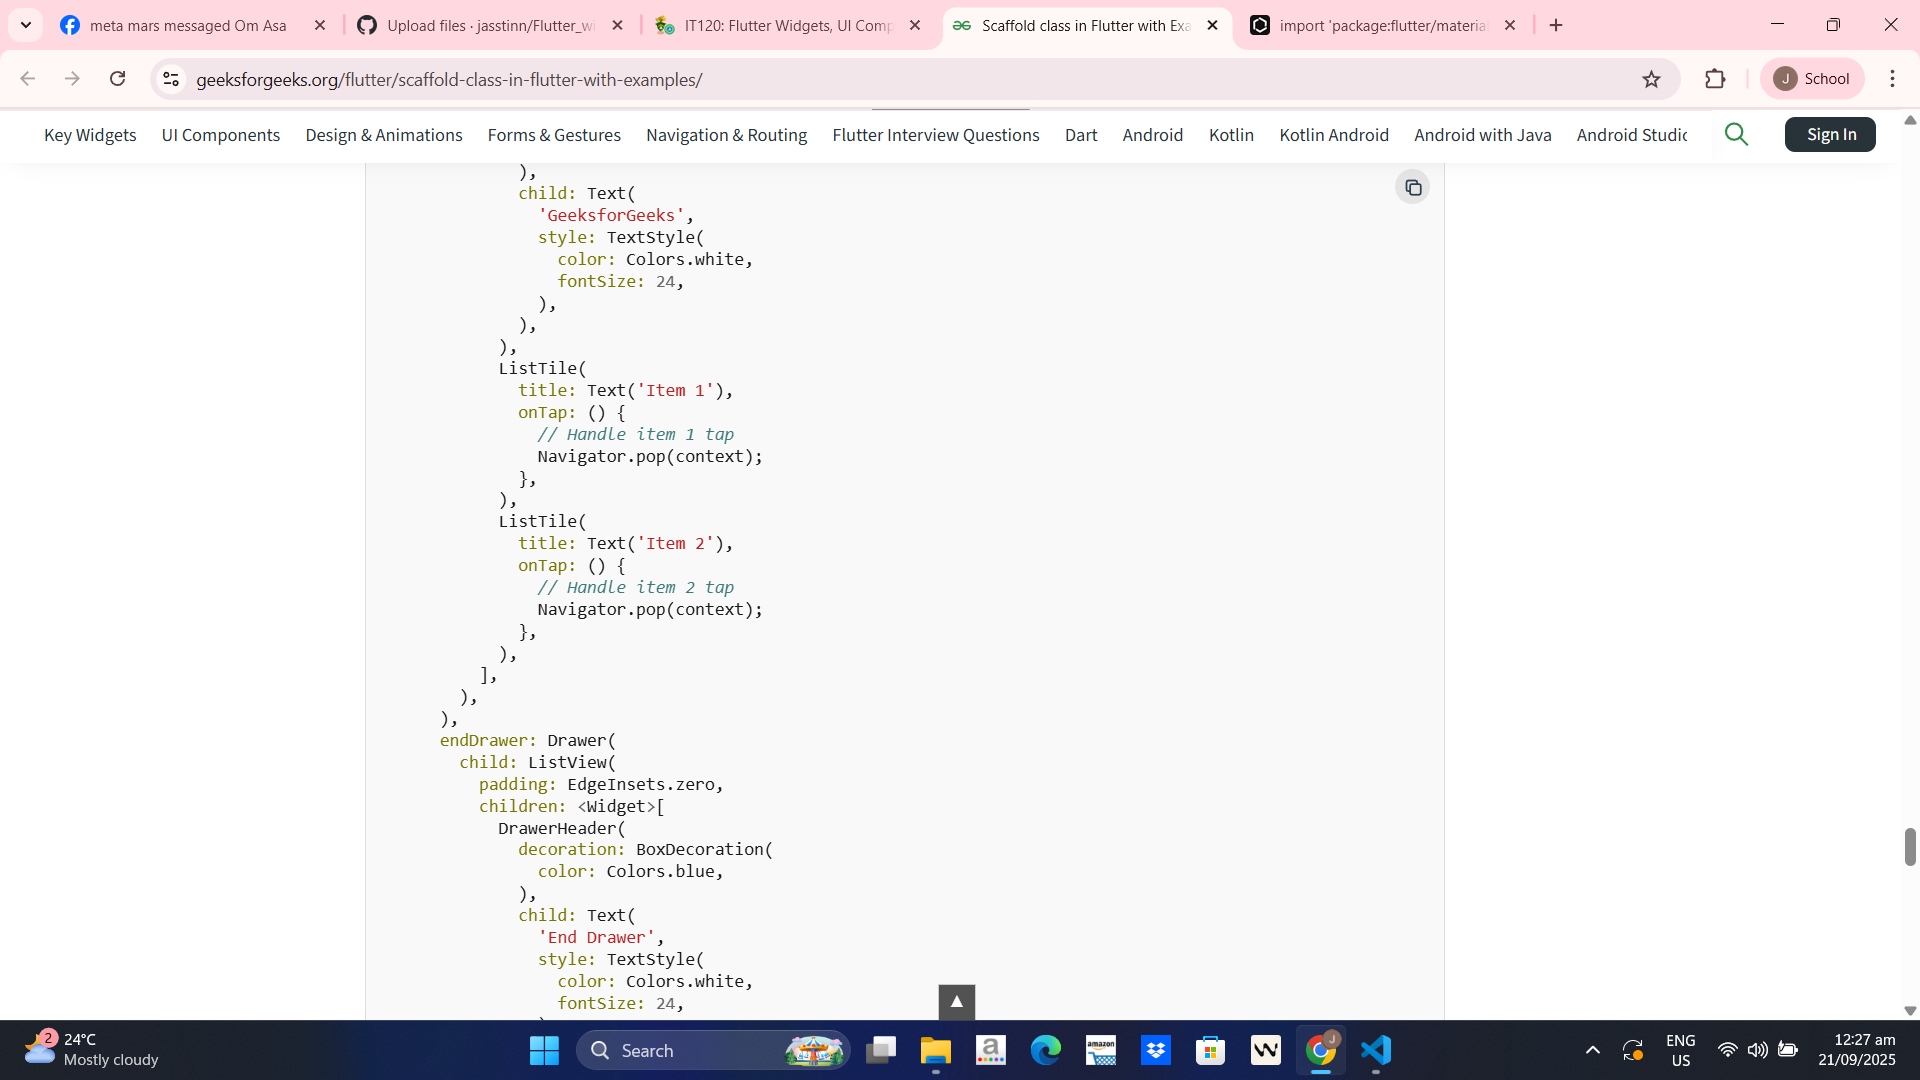 meta mars messaged Om Asa
Upload files · jasstinn/Flutter_wi
IT120: Flutter Widgets, UI Comp
Scaffold class in Flutter with Exa
import 'package:flutter/material
geeksforgeeks.org/flutter/scaffold-class-in-flutter-with-examples/
J School
Key Widgets UI Components Design & Animations Forms & Gestures Navigation & Routing Flutter Interview Questions Dart Android Kotlin Kotlin Android Android with Java Android Studio Sign In
),
child: Text(
'GeeksforGeeks',
style: TextStyle(
color: Colors.white,
fontSize: 24,
),
),
),
ListTile(
title: Text('Item 1'),
onTap: () {
// Handle item 1 tap
Navigator.pop(context);
},
),
ListTile(
title: Text('Item 2'),
onTap: () {
// Handle item 2 tap
Navigator.pop(context);
},
),
],
),
),
endDrawer: Drawer(
child: ListView(
padding: EdgeInsets.zero,
children: <Widget>[
DrawerHeader(
decoration: BoxDecoration(
color: Colors.blue,
),
child: Text(
'End Drawer',
style: TextStyle(
color: Colors.white,
fontSize: 24,
2
24°C
Mostly cloudy
Search
a
amazon
J
ENG
US
12:27 am
21/09/2025